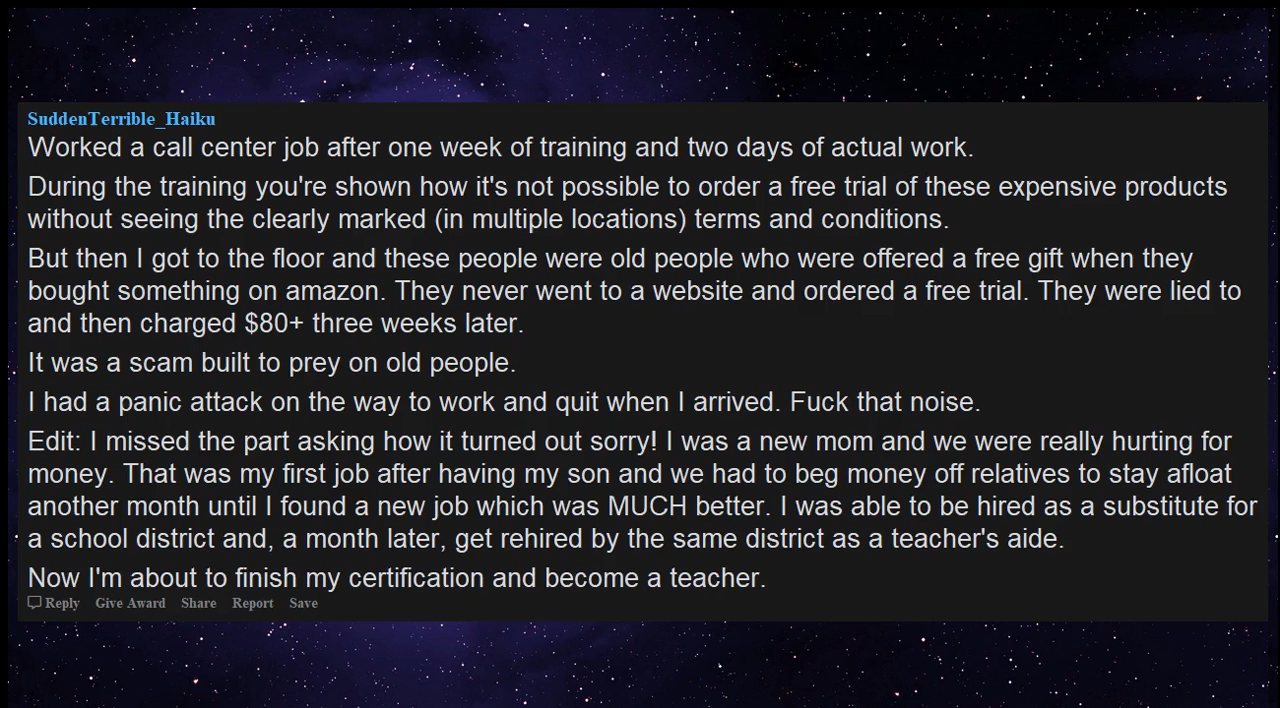 SuddenTerrible_Haiku
Worked a call center job after one week of training and two days of actual work.
During the training you're shown how it's not possible to order a free trial of these expensive products
without seeing the clearly marked (in multiple locations) terms and conditions.
But then I got to the floor and these people were old people who were offered a free gift when they
bought something on amazon. They never went to a website and ordered a free trial. They were lied to
and then charged $80+ three weeks later.
It was a scam built to prey on old people.
I had a panic attack on the way to work and quit when I arrived. Fuck that noise.
Edit: I missed the part asking how it turned out sorry! I was a new mom and we were really hurting for
money. That was my first job after having my son and we had to beg money off relatives to stay afloat
another month until I found a new job which was MUCH better. I was able to be hired as a substitute for
a school district and, a month later, get rehired by the same district as a teacher's aide.
Now I'm about to finish my certification and become a teacher.
Reply Give Award Share Report Save